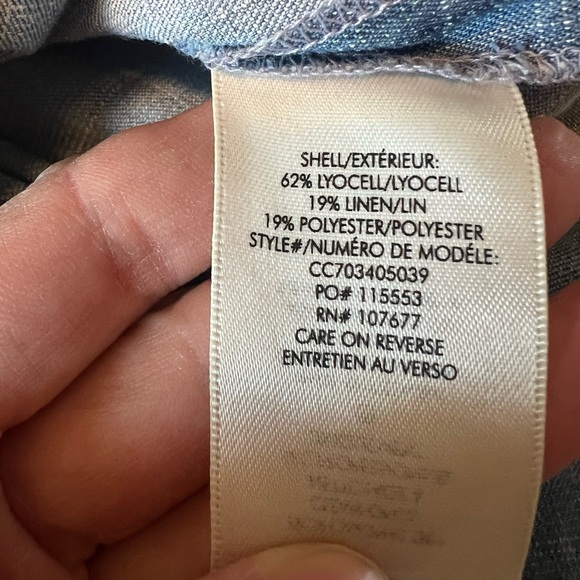 SHELL/EXTÉRIEUR:
62% LYOCELL/LYOCELL
19% LINEN/LIN
19% POLYESTER/POLYESTER
STYLE#/NUMÉRO DE MODÉLE:
CC703405039
PO# 115553
RN# 107677
CARE ON REVERSE
ENTRETIEN AU VERSO